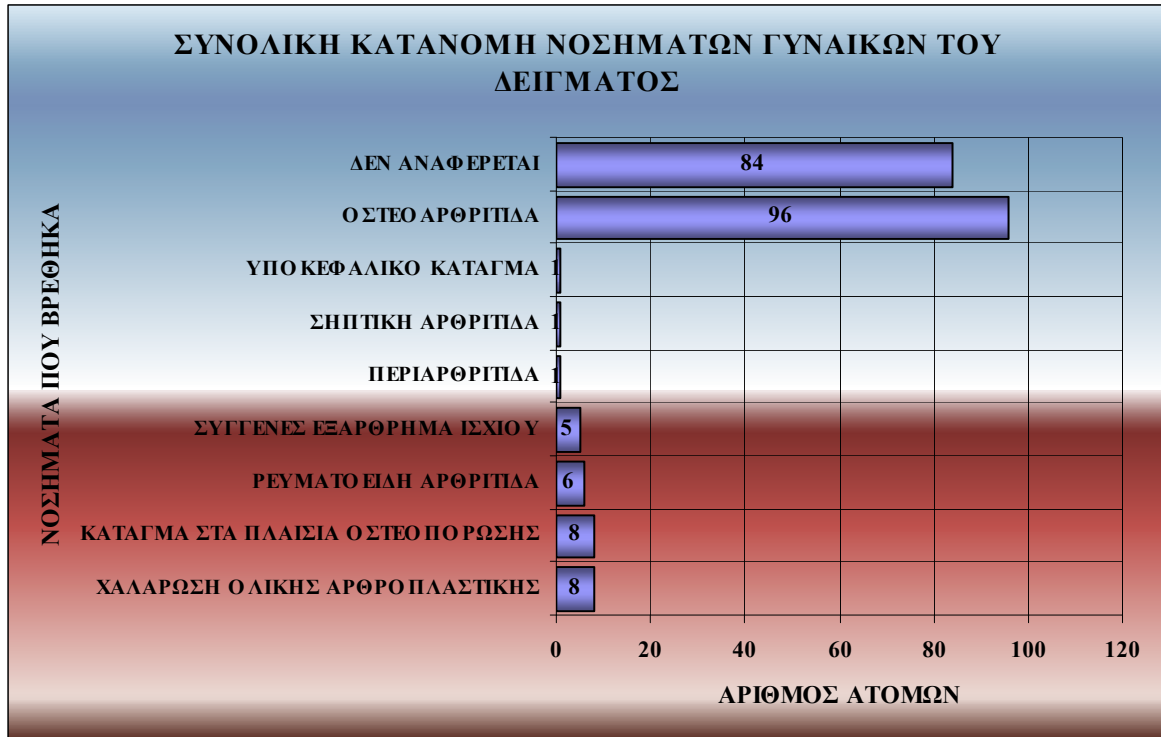 ΣΥΝΟΛΙΚΗ ΚΑΤΑΝΟΜΗ ΝΟΣΗΜΑΤΩΝ ΓΥΝΑΙΚΩΝ ΤΟΥ
ΔΕΙΓΜΑΤΟΣ
ΝΟΣΗΜΑΤΑ ΠΟΥ ΒΡΕΘΗΚΑ
ΔΕΝ ΑΝΑΦΕΡΕΤΑΙ 84
ΟΣΤΕΟΑΡΘΡΙΤΙΔΑ 96
ΥΠΟΚΕΦΑΛΙΚΟ ΚΑΤΑΓΜΑ 1
ΣΗΠΤΙΚΗ ΑΡΘΡΙΤΙΔΑ 1
ΠΕΡΙΑΡΘΡΙΤΙΔΑ 1
ΣΥΓΓΕΝΕΣ ΕΞΑΡΘΡΗΜΑ ΙΣΧΙΟΥ 5
ΡΕΥΜΑΤΟΕΙΔΗ ΑΡΘΡΙΤΙΔΑ 6
ΚΑΤΑΓΜΑ ΣΤΑ ΠΛΑΙΣΙΑ ΟΣΤΕΟΠΟΡΩΣΗΣ 8
ΧΑΛΑΡΩΣΗ ΟΛΙΚΗΣ ΑΡΘΡΟΠΛΑΣΤΙΚΗΣ 8
0 20 40 60 80 100 120
ΑΡΙΘΜΟΣ ΑΤΟΜΩΝ